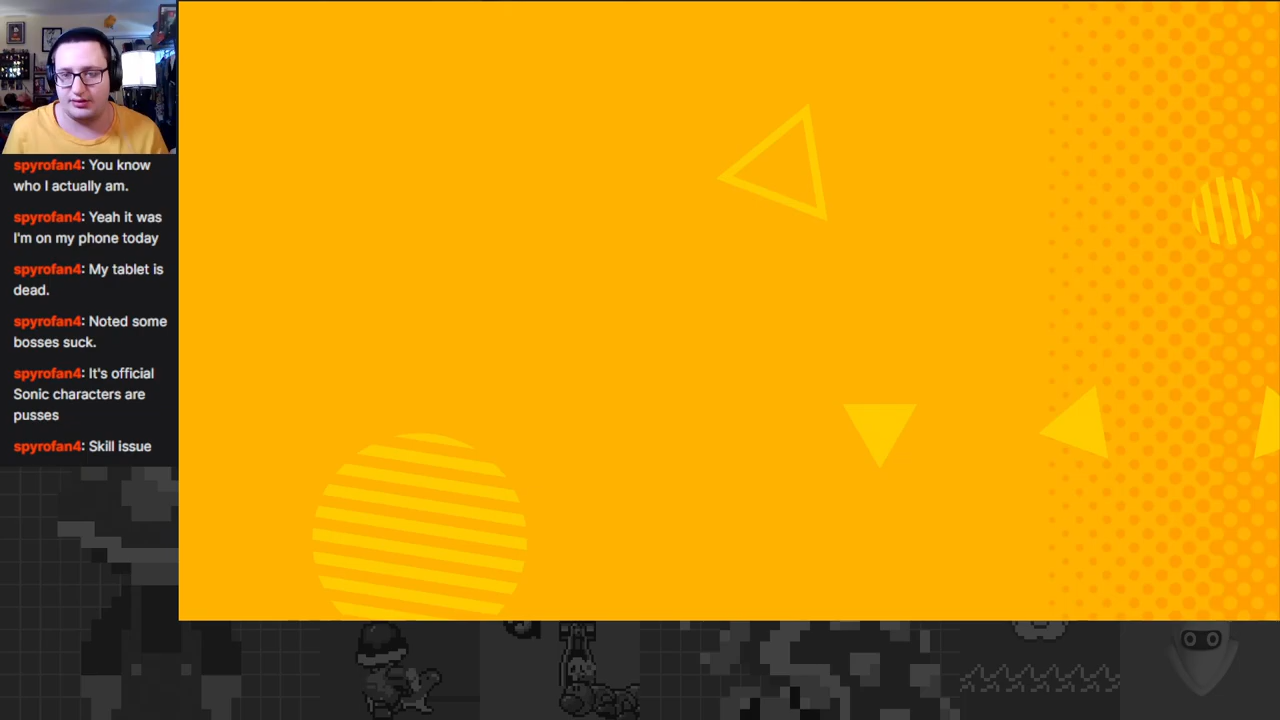 spyrofan4: You know
who I actually am.
spyrofan4: Yeah it was
I'm on my phone today
spyrofan4: My tablet is
dead.
spyrofan4: Noted some
bosses suck.
spyrofan4: It's official
Sonic characters are
pusses
spyrofan4: Skill issue